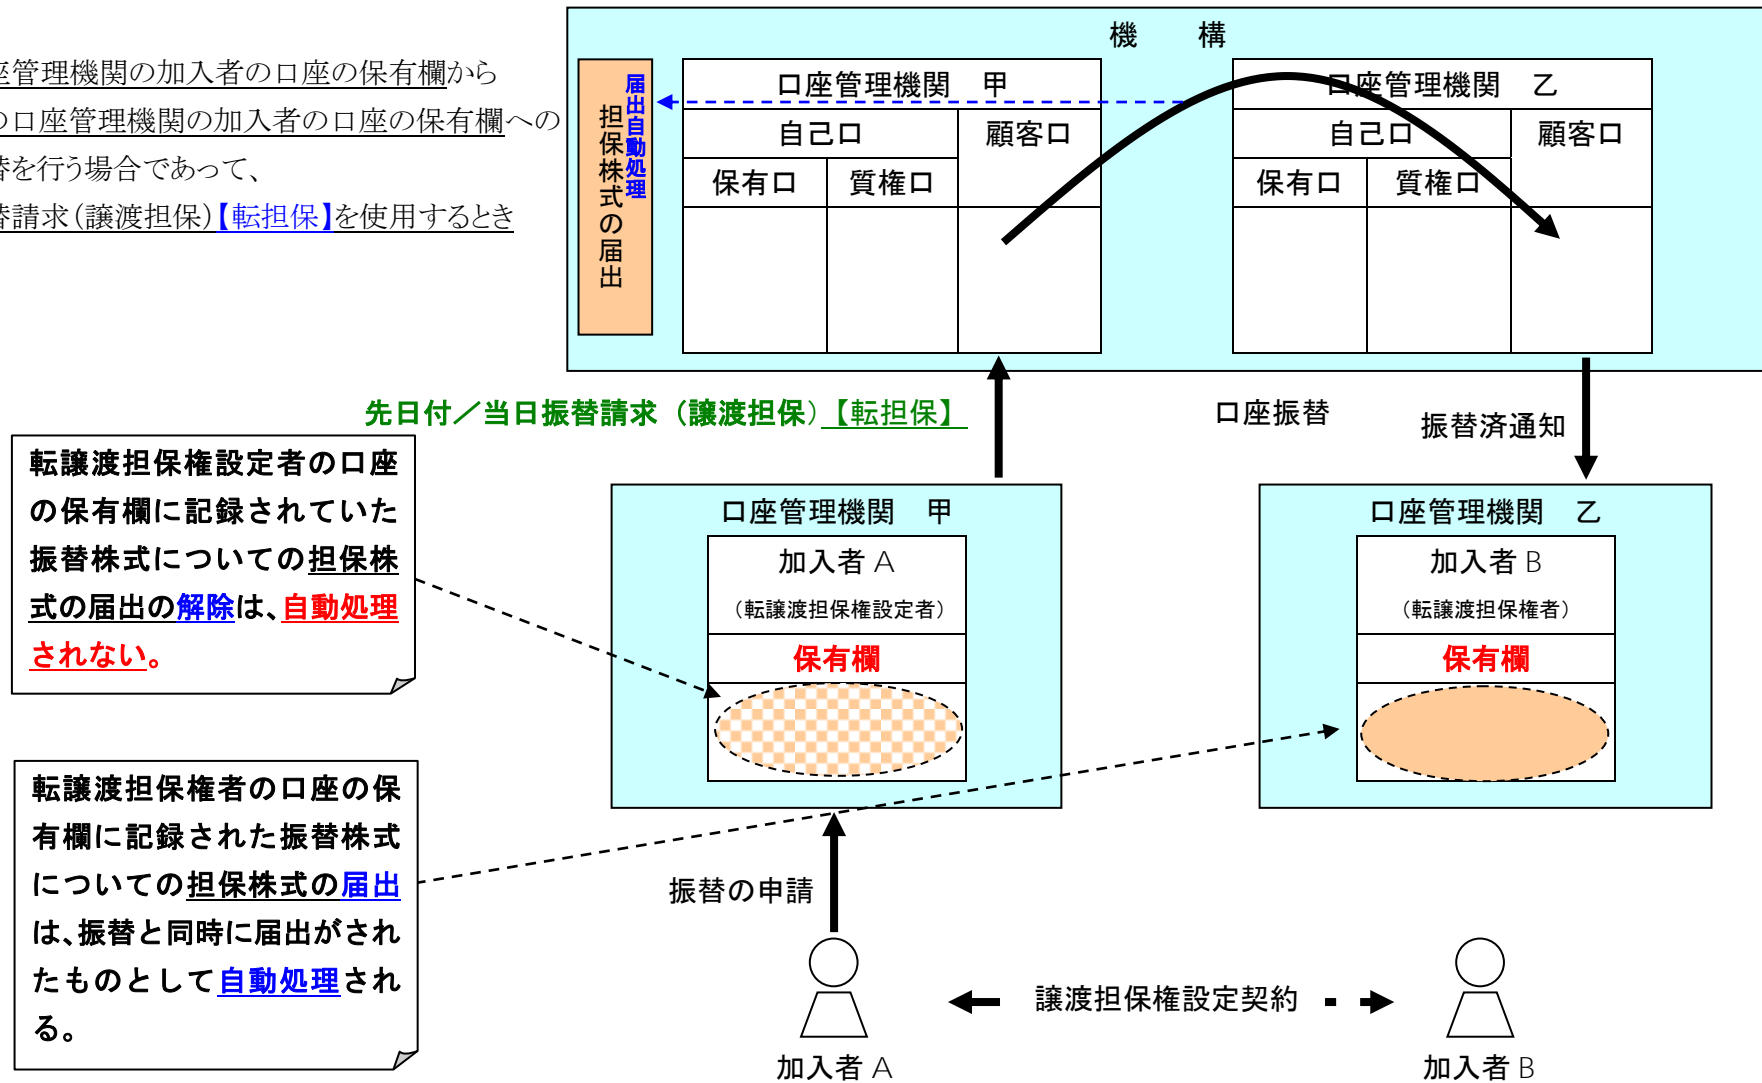 機　構
座管理機関の加入者の口座の保有欄から
の口座管理機関の加入者の口座の保有欄への
替を行う場合であって、
替請求（譲渡担保）【転担保】を使用するとき
担保株式の届出
届出自動処理
口座管理機関　甲
自己口
顧客口
保有口
質権口
口座管理機関　乙
自己口
顧客口
保有口
質権口
先日付／当日振替請求（譲渡担保）【転担保】
口座振替
振替済通知
転譲渡担保権設定者の口座
の保有欄に記録されていた
振替株式についての担保株
式の届出の解除は、自動処理
されない。
口座管理機関　甲
加入者 A
（転譲渡担保権設定者）
保有欄
口座管理機関　乙
加入者 B
（転譲渡担保権者）
保有欄
転譲渡担保権者の口座の保
有欄に記録された振替株式
についての担保株式の届出
は、振替と同時に届出がされ
たものとして自動処理され
る。
振替の申請
譲渡担保権設定契約
加入者 A
加入者 B